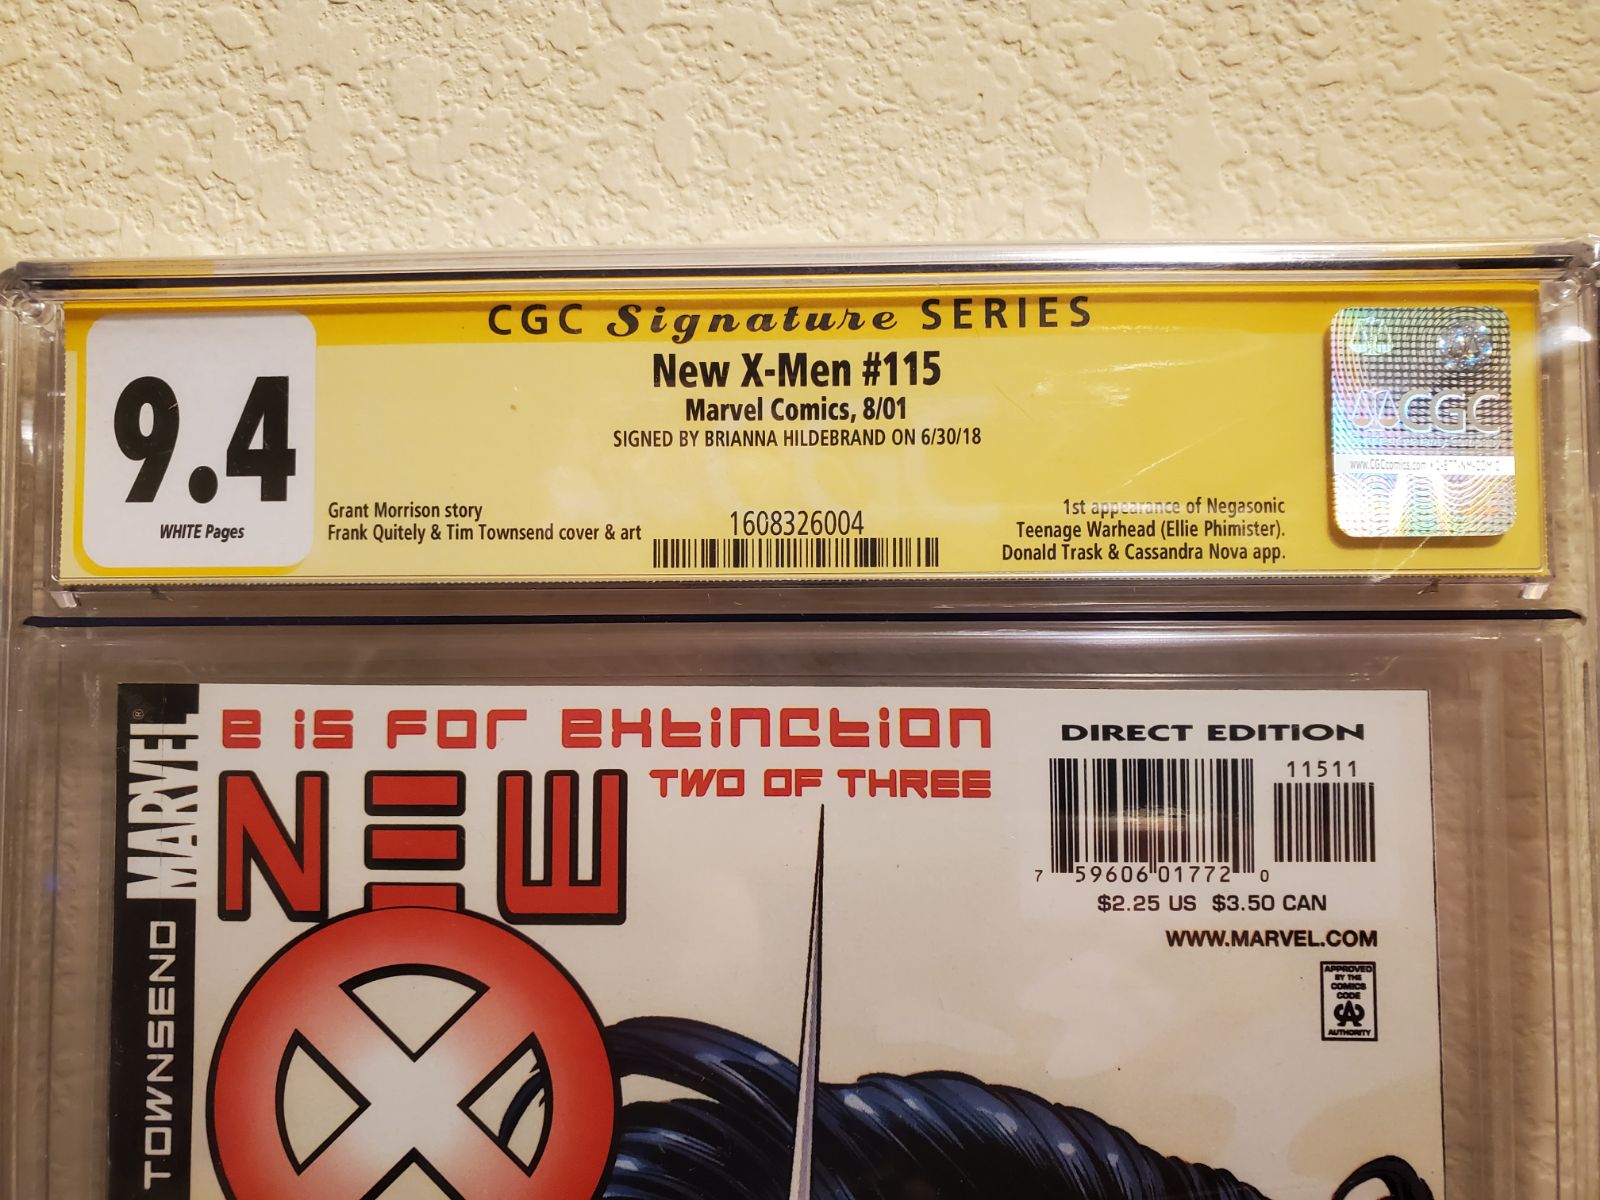 CGC Signature SERIES
New X-Men #115
Marvel Comics, 8/01
SIGNED BY BRIANNA HILDEBRAND ON 6/30/18
9.4
WHITE Pages
Grant Morrison story
Frank Quitely & Tim Townsend cover & art
1608326004
1st appearance of Negasonic
Teenage Warhead (Ellie Phimister).
Donald Trask & Cassandra Nova app.
CGC
MARVEL
TOWNSEND
e is for extinction
TWO OF THREE
NEW
X
DIRECT EDITION
11511
7 59606 01772 0
$2.25 US $3.50 CAN
WWW.MARVEL.COM
APPROVED
BY THE
COMICS
CODE
CA
AUTHORITY